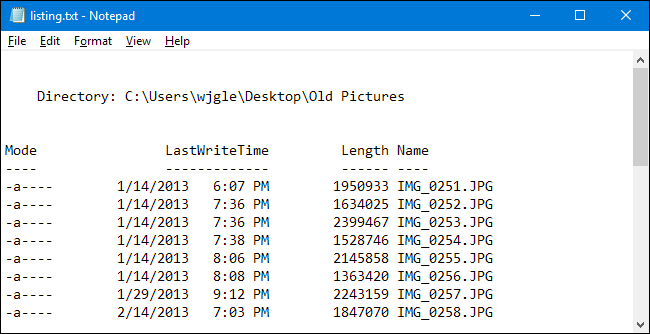 listing.txt - Notepad
File Edit Format View Help
Directory: C:\Users\wjgle\Desktop\Old Pictures
Mode LastWriteTime Length Name
---- ------------- ------ ----
-a---- 1/14/2013 6:07 PM 1950933 IMG_0251.JPG
-a---- 1/14/2013 7:36 PM 1634025 IMG_0252.JPG
-a---- 1/14/2013 7:36 PM 2399467 IMG_0253.JPG
-a---- 1/14/2013 7:38 PM 1528746 IMG_0254.JPG
-a---- 1/14/2013 8:06 PM 2145858 IMG_0255.JPG
-a---- 1/14/2013 8:08 PM 1363420 IMG_0256.JPG
-a---- 1/29/2013 9:12 PM 2243159 IMG_0257.JPG
-a---- 2/14/2013 7:03 PM 1847070 IMG_0258.JPG